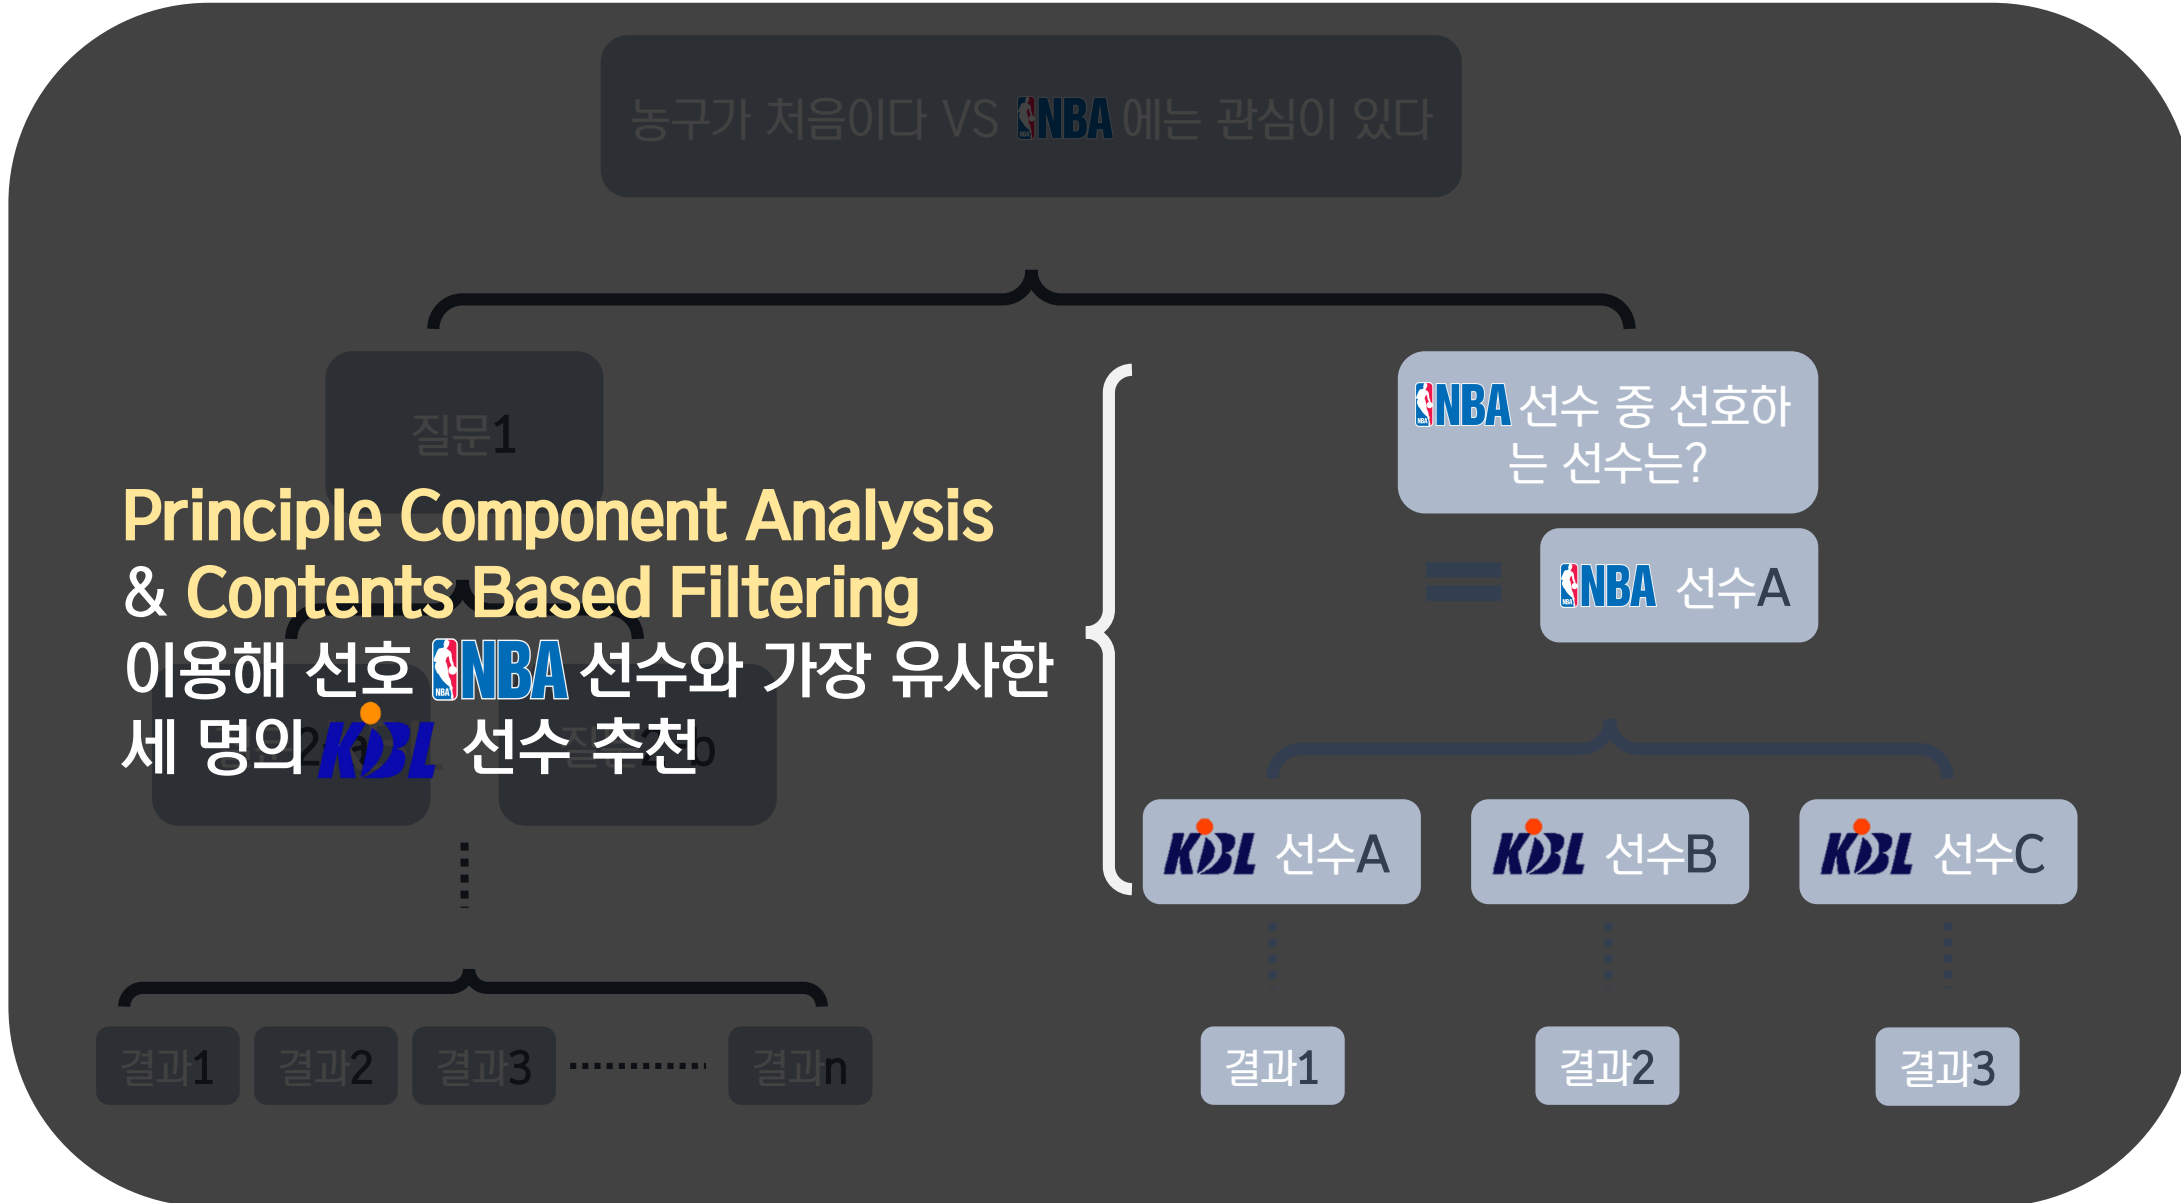 농구가 처음이다 VS NBA 에는 관심이 있다
질문1
NBA 선수 중 선호하
는 선수는?
NBA 선수A
Principle Component Analysis
& Contents Based Filtering
이용해 선호 NBA 선수와 가장 유사한
세 명의 KBL 선수 추천
KBL 선수A
KBL 선수B
KBL 선수C
결과1
결과2
결과3
결과n
결과1
결과2
결과3